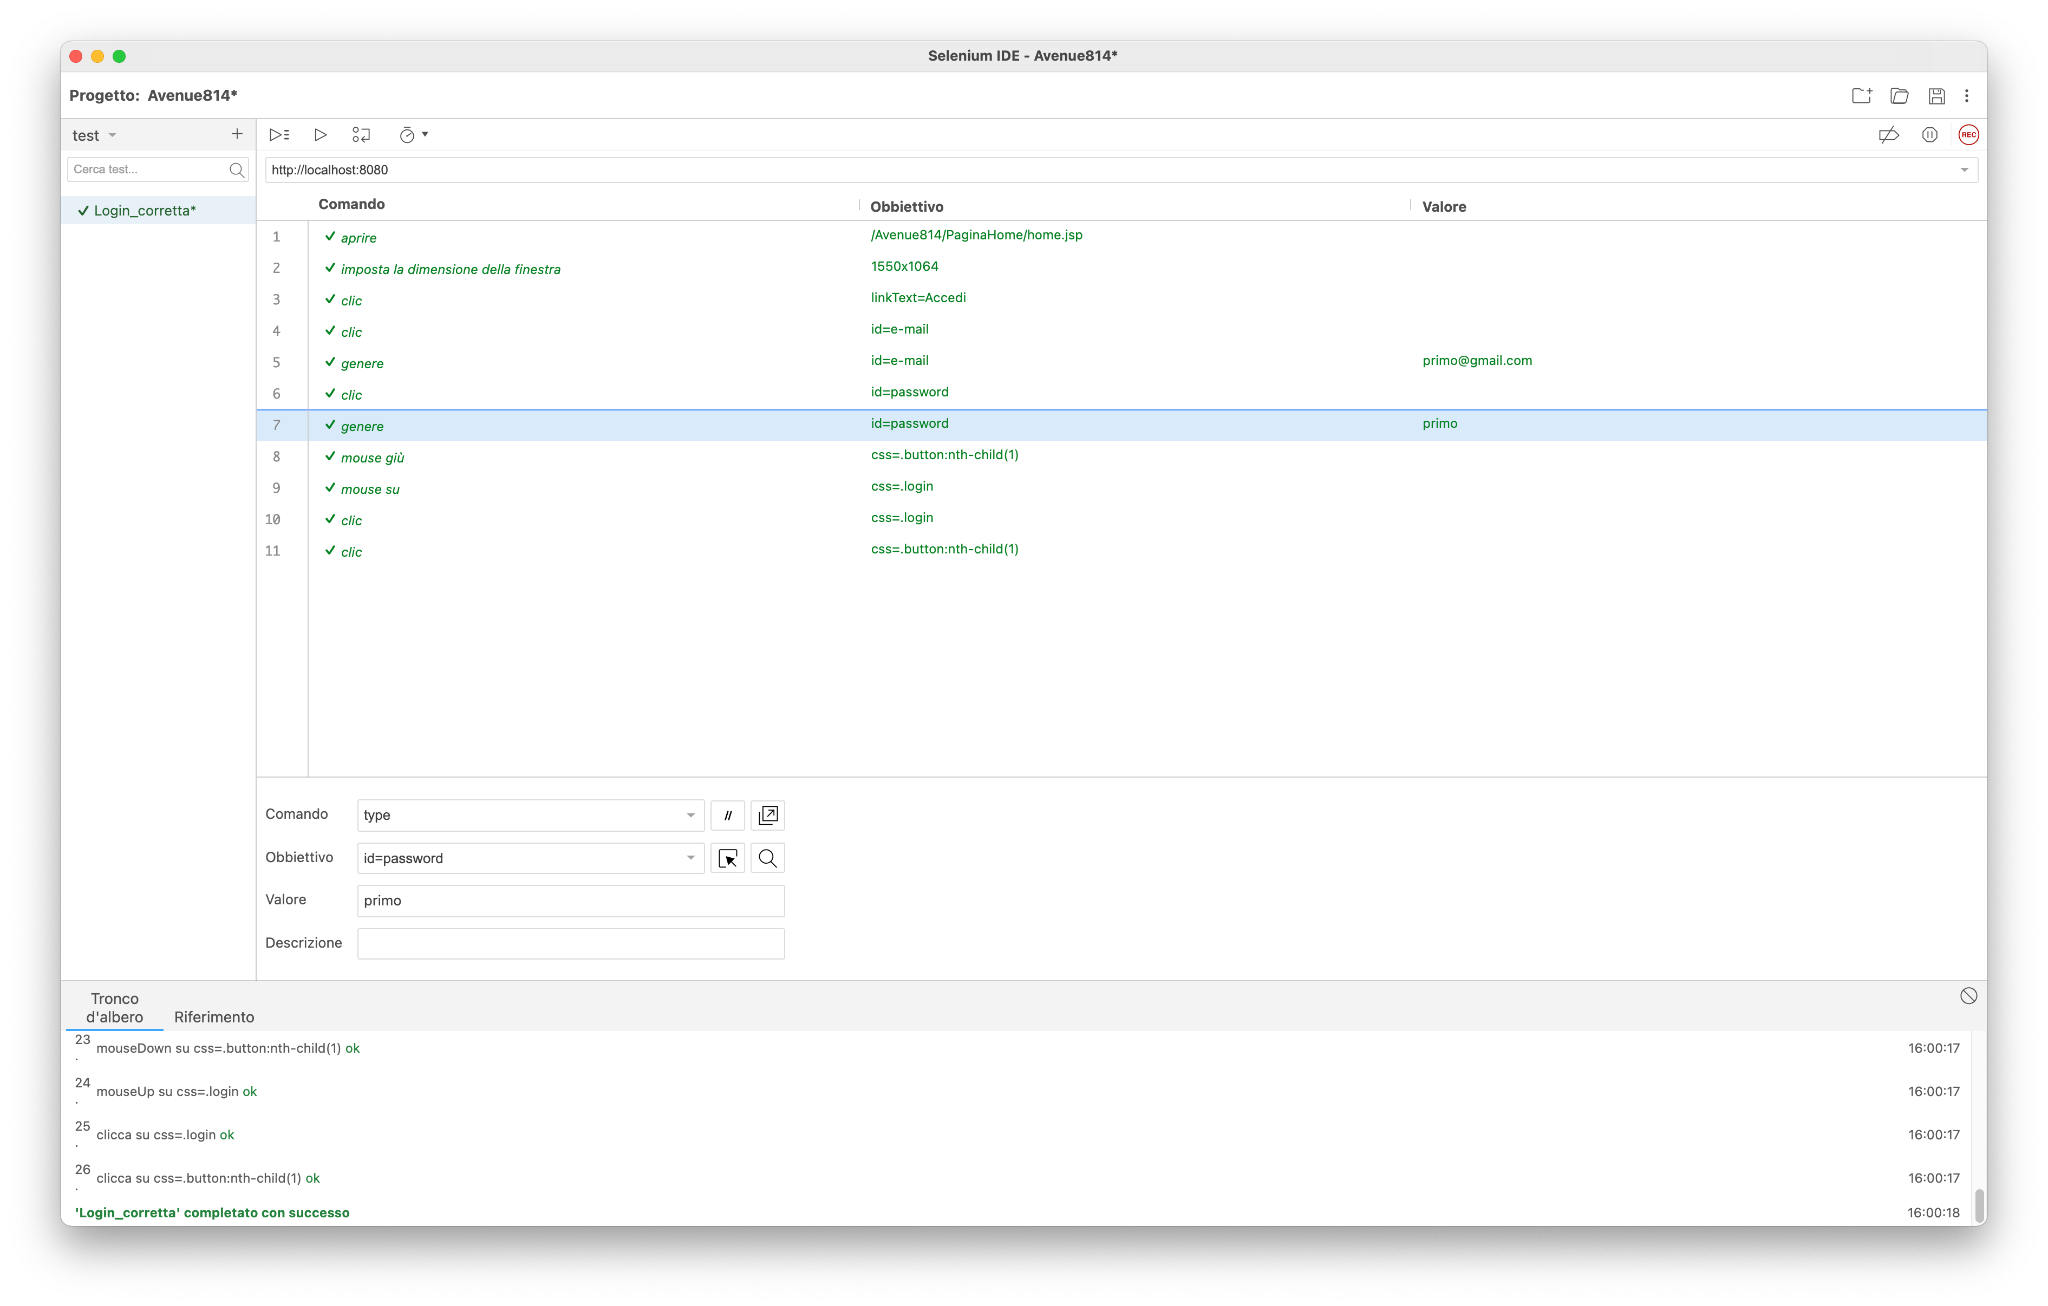 Selenium IDE - Avenue814*
Progetto: Avenue814*
test
REC
Cerca test...
http://localhost:8080
Login_corretta*
Comando Obbiettivo Valore
1 aprire /Avenue814/PaginaHome/home.jsp
2 imposta la dimensione della finestra 1550x1064
3 clic linkText=Accedi
4 clic id=e-mail
5 genere id=e-mail primo@gmail.com
6 clic id=password
7 genere id=password primo
8 mouse giù css=.button:nth-child(1)
9 mouse su css=.login
10 clic css=.login
11 clic css=.button:nth-child(1)
Comando type //
Obbiettivo id=password
Valore primo
Descrizione
Tronco
d'albero Riferimento
23. mouseDown su css=.button:nth-child(1) ok 16:00:17
24. mouseUp su css=.login ok 16:00:17
25. clicca su css=.login ok 16:00:17
26. clicca su css=.button:nth-child(1) ok 16:00:17
'Login_corretta' completato con successo 16:00:18